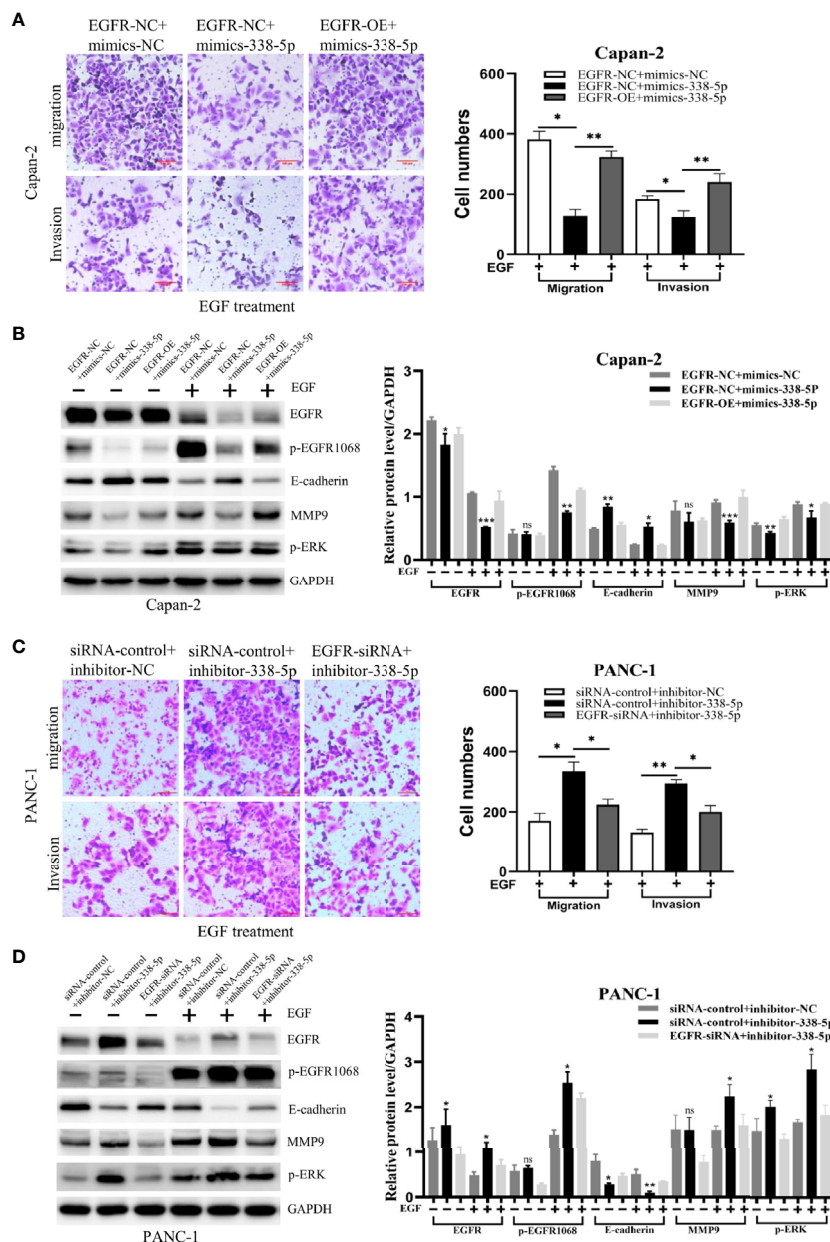 A
EGFR-NC+
mimics-NC
EGFR-NC+
mimics-338-5p
EGFR-OE+
mimics-338-5p
Capan-2
migration
Invasion
EGF treatment
Capan-2
EGFR-NC+mimics-NC
EGFR-NC+mimics-338-5p
EGFR-OE+mimics-338-5p
Cell numbers
600
400
200
0
* ** * **
EGF + + + + + +
Migration Invasion
B
EGFR-NC
+mimics-NC
EGFR-NC
+mimics-338-5p
EGFR-OE
+mimics-338-5p
EGFR-NC
+mimics-NC
EGFR-NC
+mimics-338-5p
EGFR-OE
+mimics-338-5p
− − − + + + EGF
EGFR
p-EGFR1068
E-cadherin
MMP9
p-ERK
GAPDH
Capan-2
Capan-2
EGFR-NC+mimics-NC
EGFR-NC+mimics-338-5P
EGFR-OE+mimics-338-5p
Relative protein level/GAPDH
3
2
1
0
* *** ns ** ** * ns *** ** *
EGF − − − + + + − − − + + + − − − + + + − − − + + + − − − + + +
EGFR p-EGFR1068 E-cadherin MMP9 p-ERK
C
siRNA-control+
inhibitor-NC
siRNA-control+
inhibitor-338-5p
EGFR-siRNA+
inhibitor-338-5p
PANC-1
migration
Invasion
EGF treatment
PANC-1
siRNA-control+inhibitor-NC
siRNA-control+inhibitor-338-5p
EGFR-siRNA+inhibitor-338-5p
Cell numbers
600
400
200
0
* * ** *
EGF + + + + + +
Migration Invasion
D
siRNA-control
+inhibitor-NC
siRNA-control
+inhibitor-338-5p
EGFR-siRNA
+inhibitor-338-5p
siRNA-control
+inhibitor-NC
siRNA-control
+inhibitor-338-5p
EGFR-siRNA
+inhibitor-338-5p
− − − + + + EGF
EGFR
p-EGFR1068
E-cadherin
MMP9
p-ERK
GAPDH
PANC-1
PANC-1
siRNA-control+inhibitor-NC
siRNA-control+inhibitor-338-5p
EGFR-siRNA+inhibitor-338-5p
Relative protein level/GAPDH
4
3
2
1
0
* * ns * * ** ns * * *
EGF − − − + + + − − − + + + − − − + + + − − − + + + − − − + + +
EGFR p-EGFR1068 E-cadherin MMP9 p-ERK